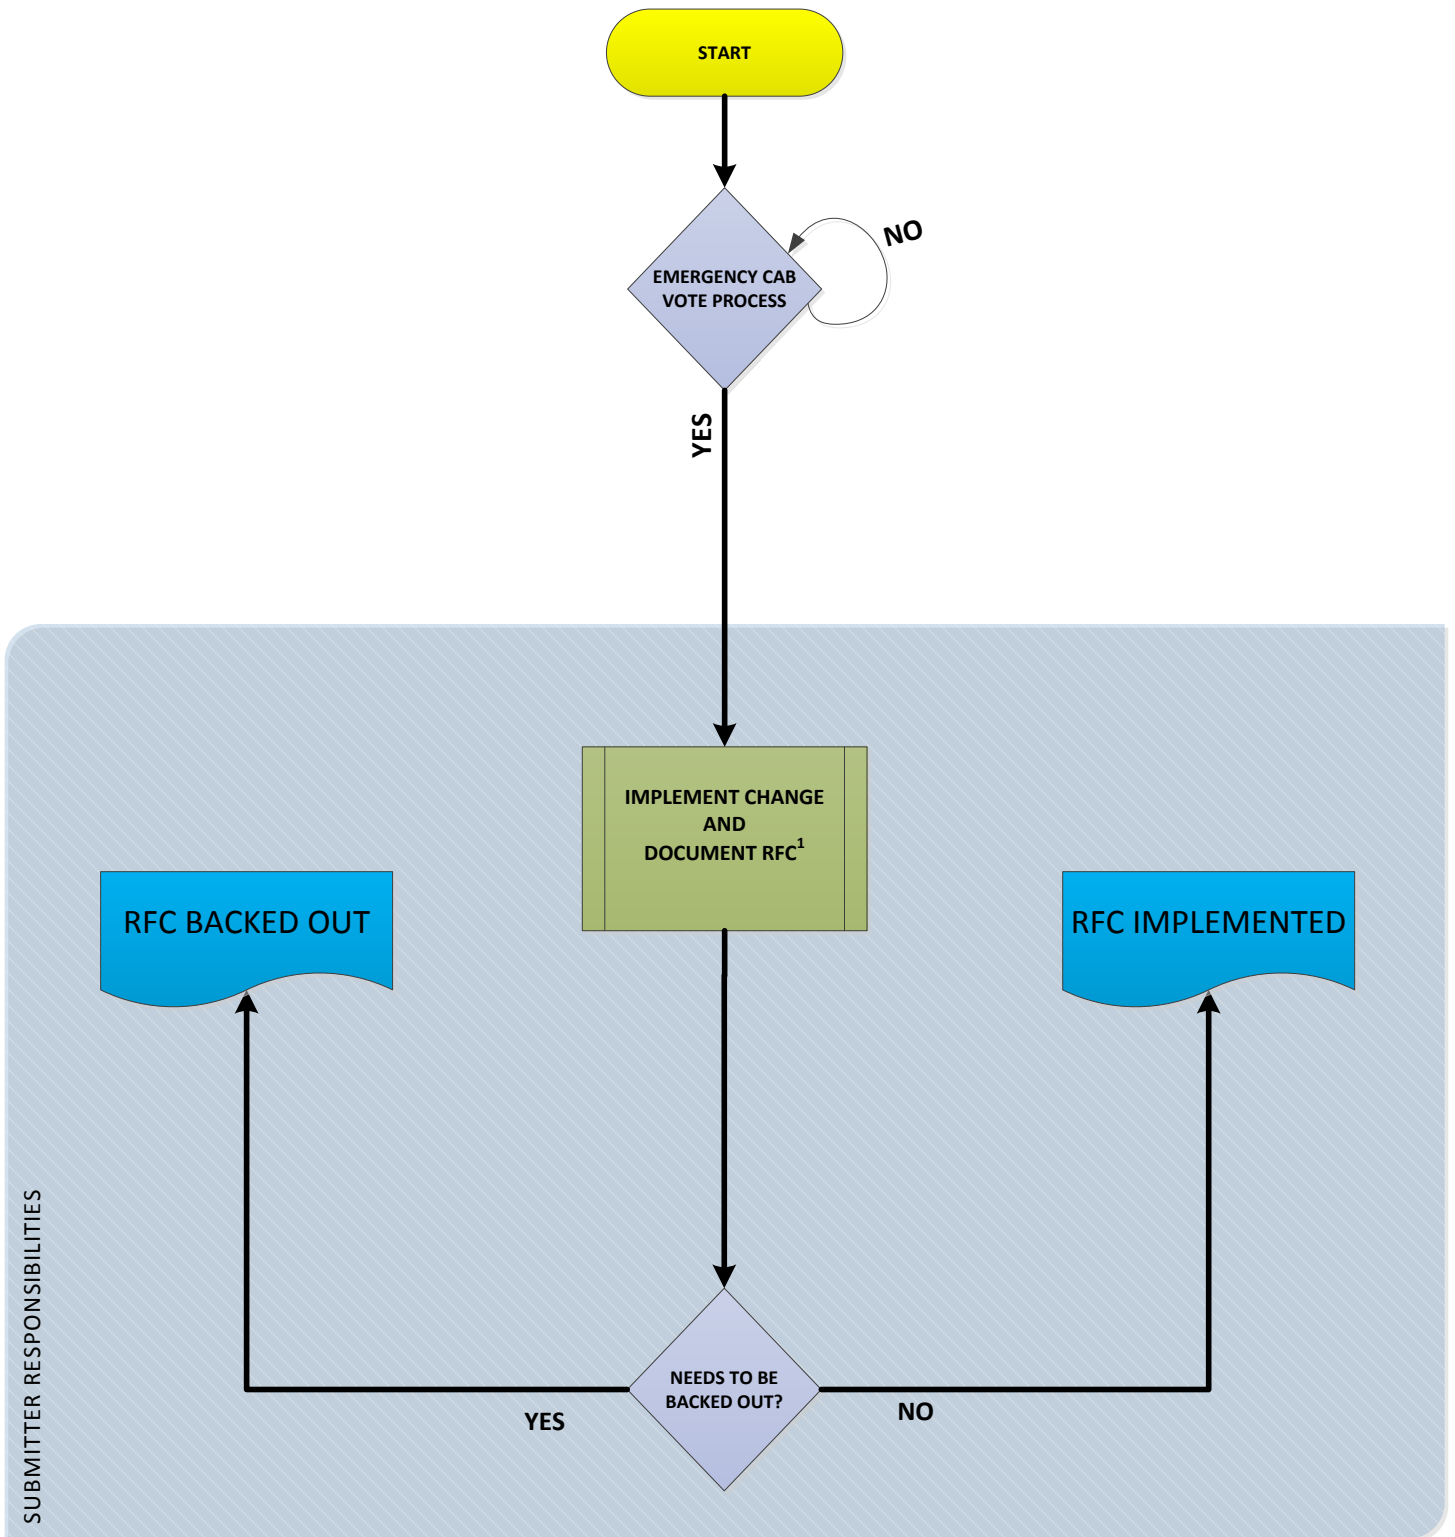 START
NO
EMERGENCY CAB
VOTE PROCESS
YES
IMPLEMENT CHANGE
AND
DOCUMENT RFC¹
RFC BACKED OUT
RFC IMPLEMENTED
NEEDS TO BE
BACKED OUT?
YES
NO
SUBMITTER RESPONSIBILITIES